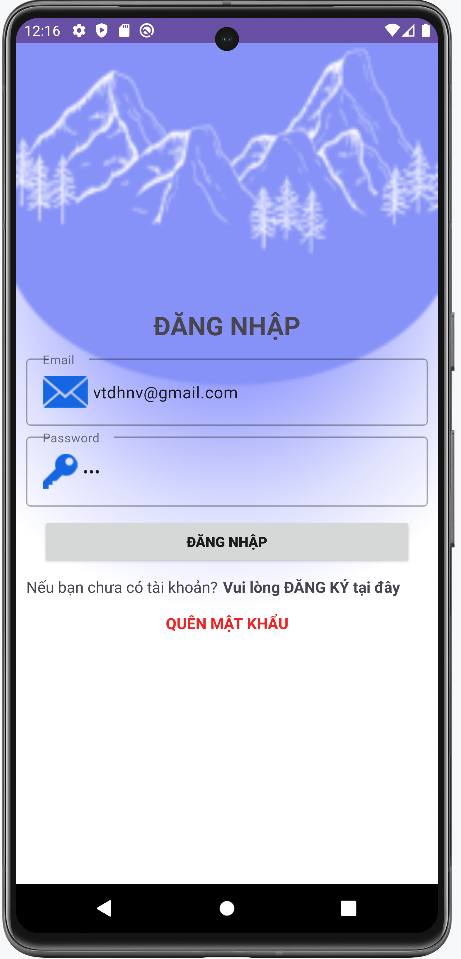 12:16
ĐĂNG NHẬP
Email
vtdhnv@gmail.com
Password
•••
ĐĂNG NHẬP
Nếu bạn chưa có tài khoản? Vui lòng ĐĂNG KÝ tại đây
QUÊN MẬT KHẨU